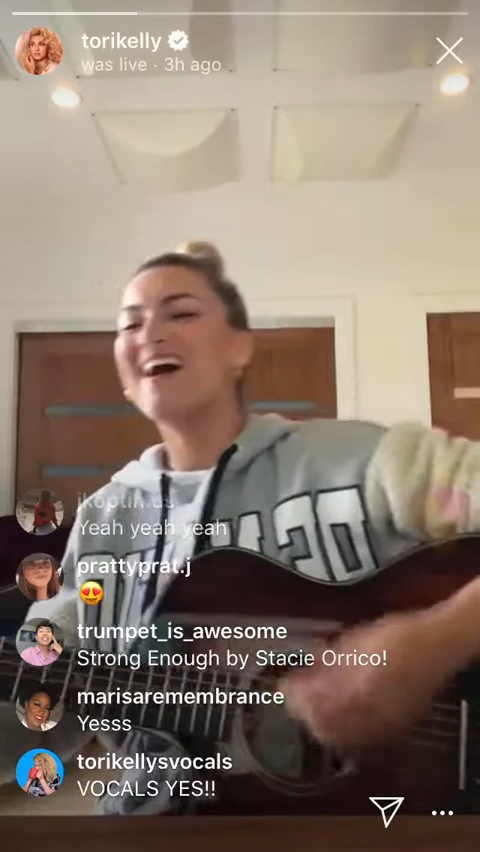 torikelly
was live · 3h ago
jkoptimusi
Yeah yeah yeah
prattyprat.j
😍
trumpet_is_awesome
Strong Enough by Stacie Orrico!
marisaremembrance
Yesss
torikellysvocals
VOCALS YES!!